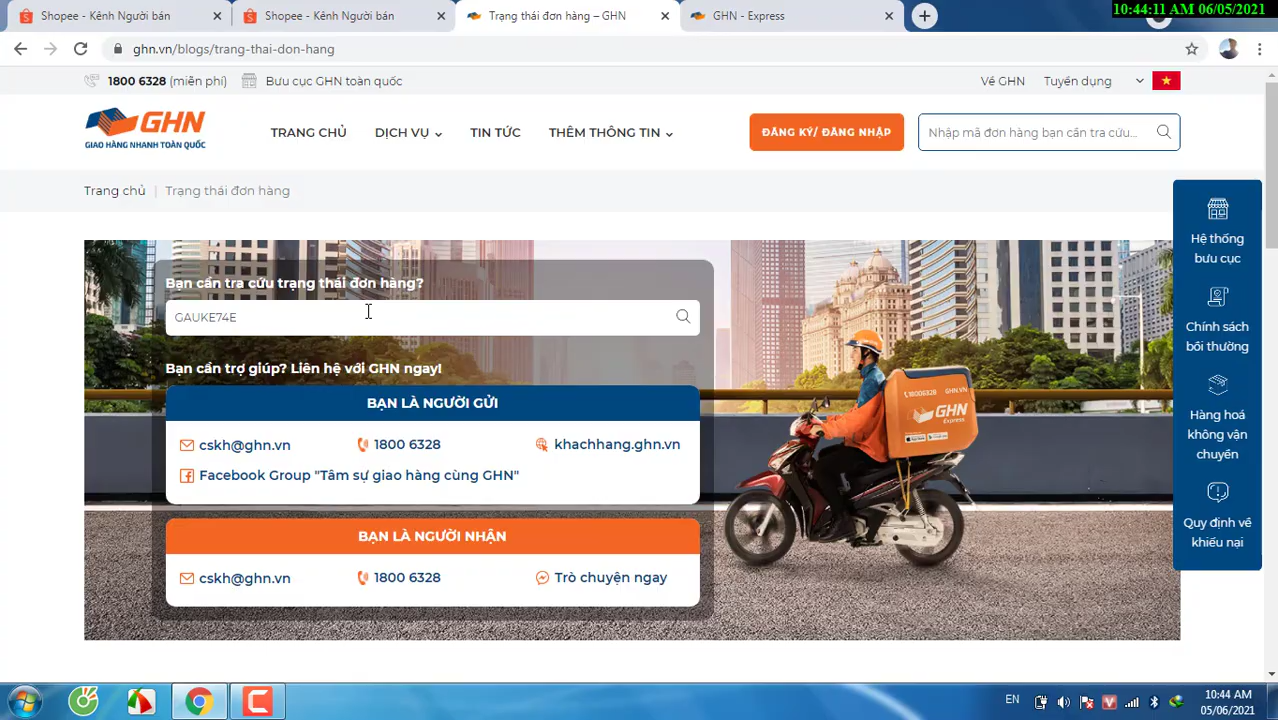 Shopee - Kênh Người bán
Shopee - Kênh Người bán
Trạng thái đơn hàng – GHN
GHN - Express
10:44:11 AM 06/05/2021
ghn.vn/blogs/trang-thai-don-hang
1800 6328 (miễn phí)
Bưu cục GHN toàn quốc
Về GHN
Tuyển dụng
GHN
GIAO HÀNG NHANH TOÀN QUỐC
TRANG CHỦ
DỊCH VỤ
TIN TỨC
THÊM THÔNG TIN
ĐĂNG KÝ/ ĐĂNG NHẬP
Nhập mã đơn hàng bạn cần tra cứu...
Trang chủ | Trạng thái đơn hàng
Bạn cần tra cứu trạng thái đơn hàng?
GAUKE74E
Bạn cần trợ giúp? Liên hệ với GHN ngay!
BẠN LÀ NGƯỜI GỬI
cskh@ghn.vn
1800 6328
khachhang.ghn.vn
Facebook Group "Tâm sự giao hàng cùng GHN"
BẠN LÀ NGƯỜI NHẬN
cskh@ghn.vn
1800 6328
Trò chuyện ngay
18006328
GHN.VN
GHN
Express
Hệ thống
bưu cục
Chính sách
bồi thường
Hàng hoá
không vận
chuyển
Quy định về
khiếu nại
EN
10:44 AM
05/06/2021